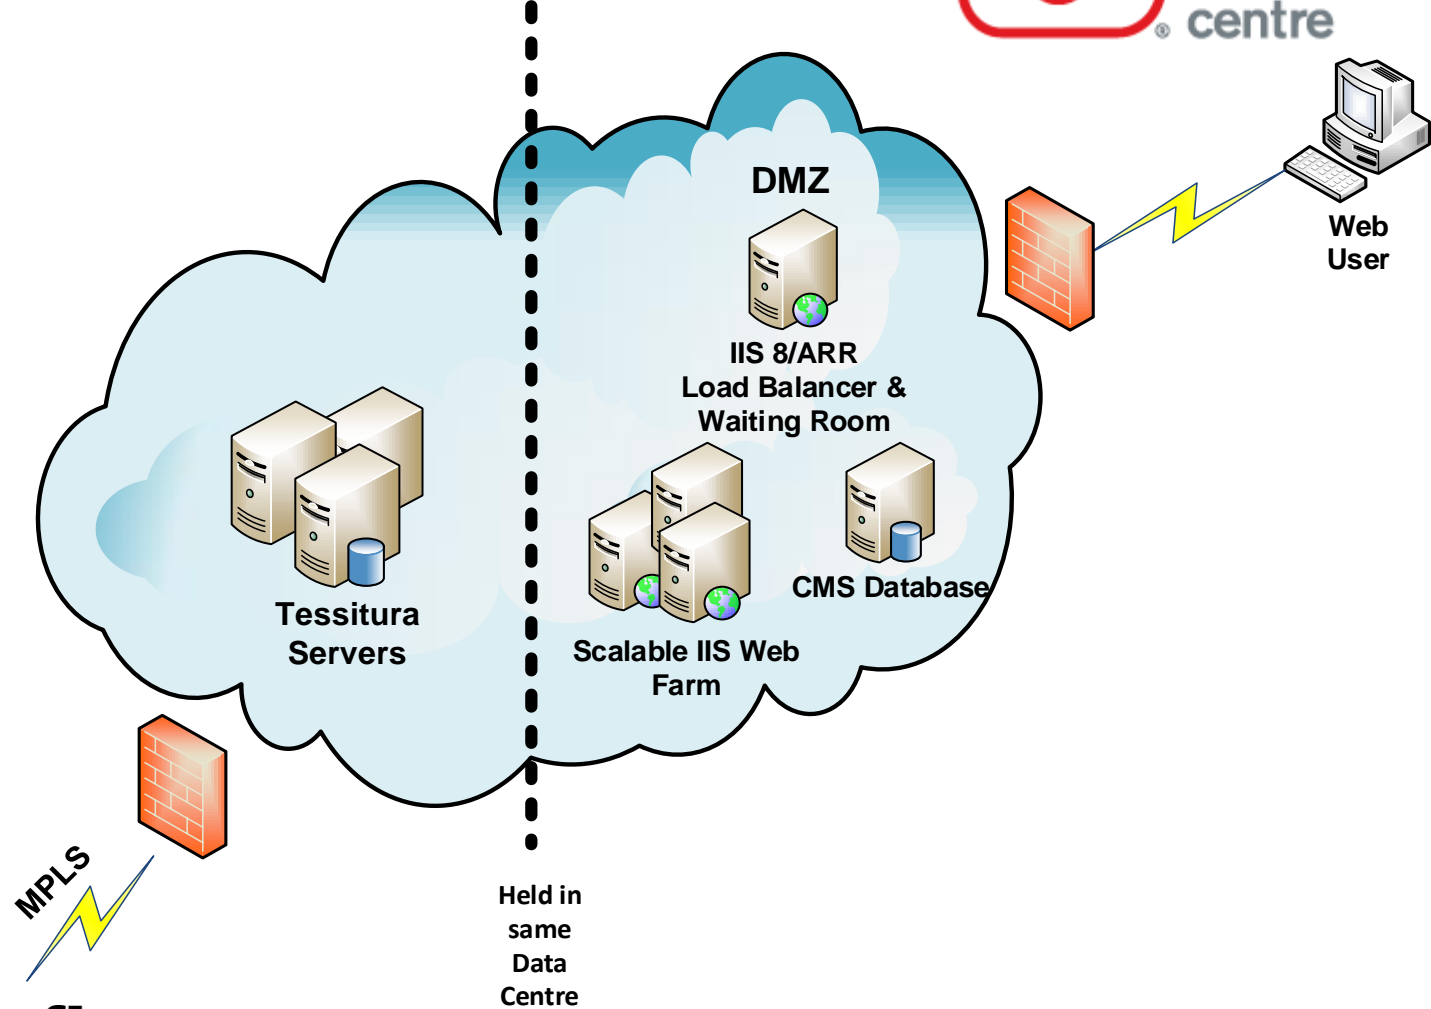 ® centre
DMZ
Web
User
IIS 8/ARR
Load Balancer &
Waiting Room
CMS Database
Tessitura
Servers
Scalable IIS Web
Farm
MPLS
Held in
same
Data
Centre